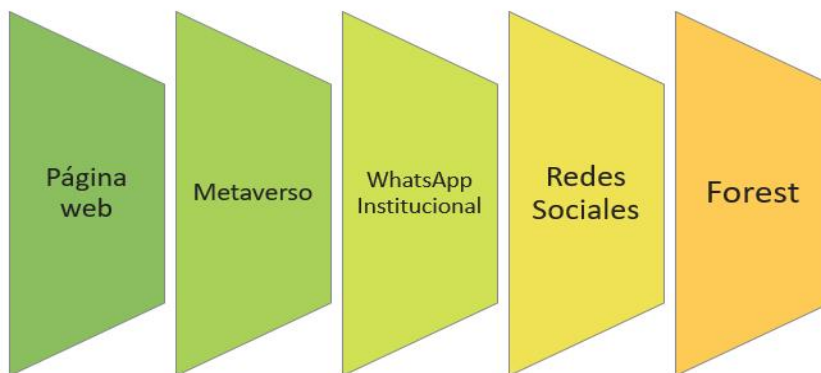 Página
web
Metaverso
WhatsApp
Institucional
Redes
Sociales
Forest